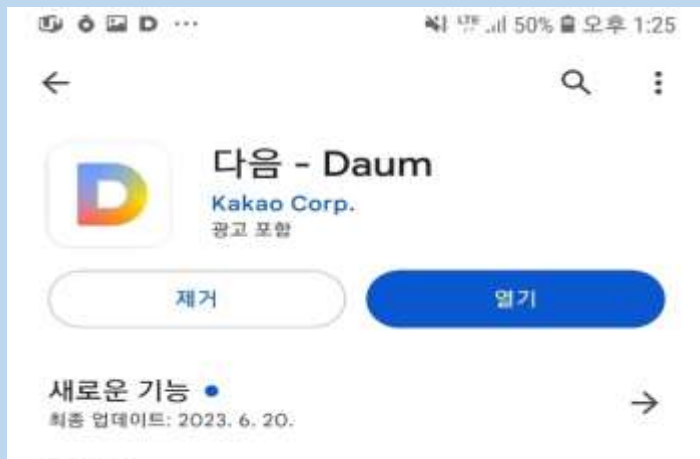 50% 오후 1:25
다음 - Daum
Kakao Corp.
광고 포함
제거
열기
새로운 기능
최종 업데이트: 2023. 6. 20.